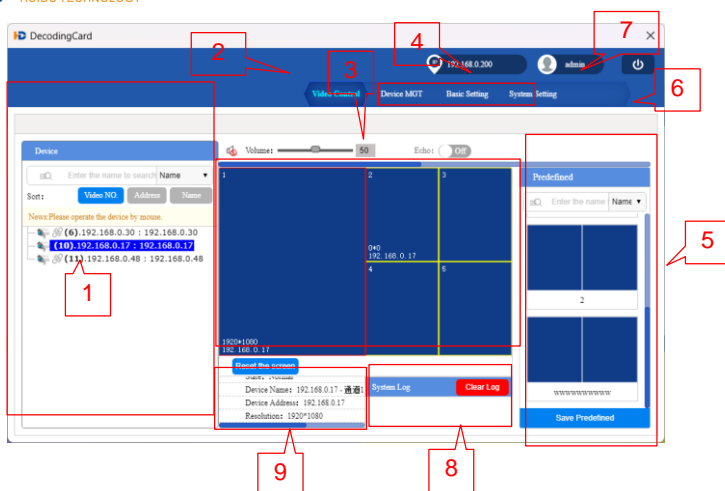 HUIDU TECHNOLOGY
DecodingCard
2
4
7
192.168.0.200
admin
3
6
Video Control
Device MGT
Basic Setting
System Setting
Device
Volume:
50
Echo:
Off
Enter the name to search
Name
Sort:
Video NO.
Address
Name
News:Please operate the device by mouse.
(6).192.168.0.30 : 192.168.0.30
(10).192.168.0.17 : 192.168.0.17
(11).192.168.0.48 : 192.168.0.48
1
1
2
3
0*0
192.168.0.17
4
5
1920*1080
192.168.0.17
Predefined
Enter the name
Name
2
wwwwwwwwww
Save Predefined
5
Reset the screen
Device Name: 192.168.0.17 - 通道1
Device Address: 192.168.0.17
Resolution: 1920*1080
System Log
Clear Log
9
8